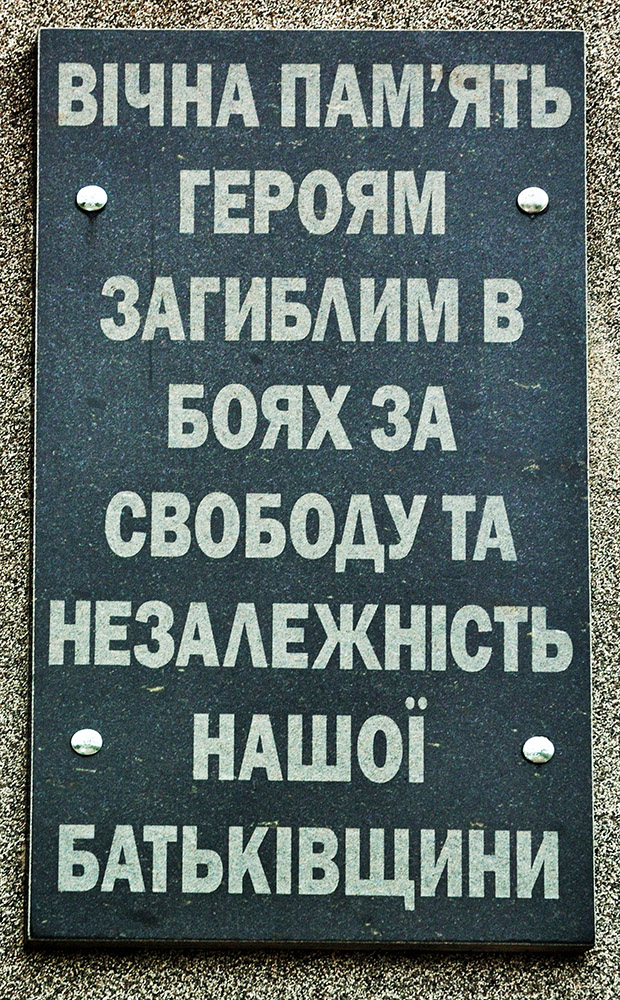 ВІЧНА ПАМ’ЯТЬ
ГЕРОЯМ
ЗАГИБЛИМ В
БОЯХ ЗА
СВОБОДУ ТА
НЕЗАЛЕЖНІСТЬ
НАШОЇ
БАТЬКІВЩИНИ